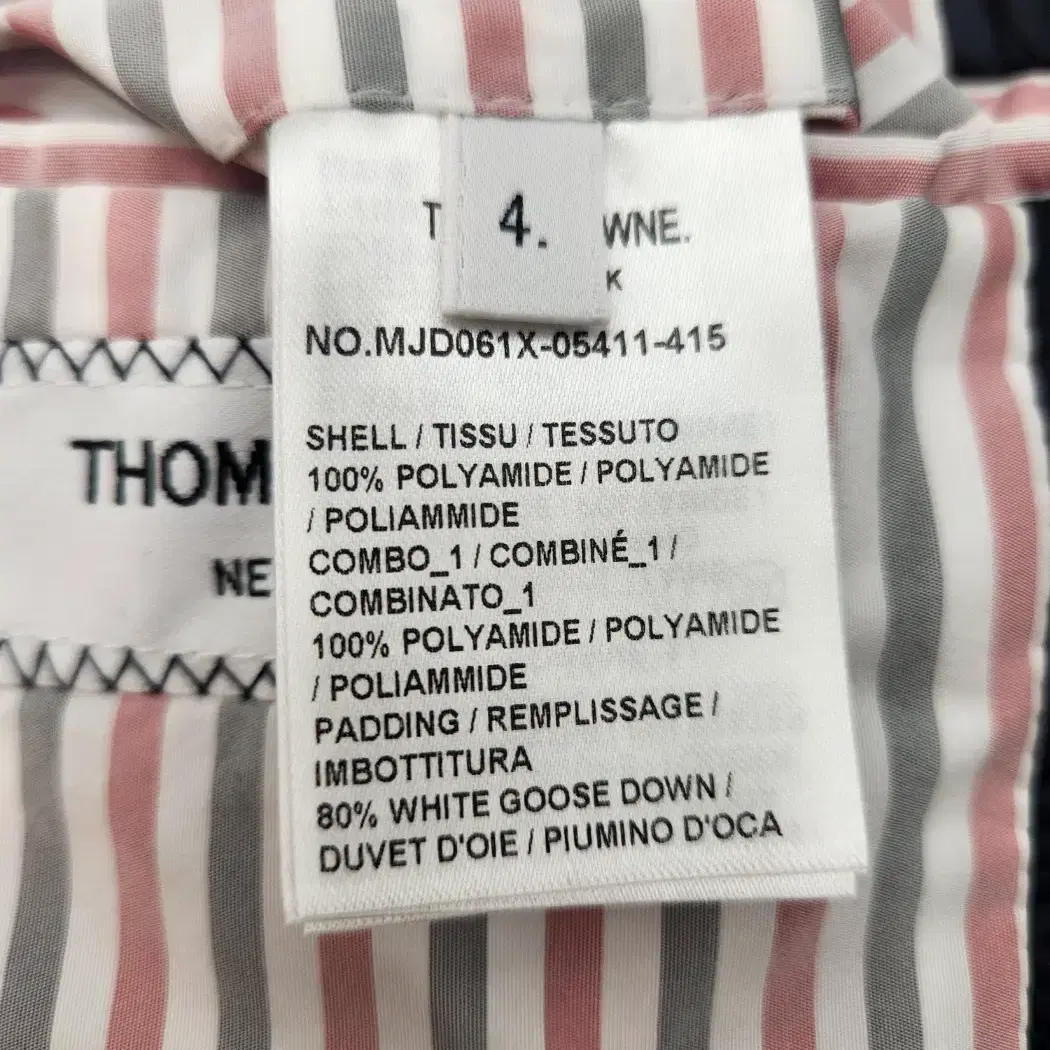 4.
T WNE.
K
NO.MJD061X-05411-415
SHELL / TISSU / TESSUTO
100% POLYAMIDE / POLYAMIDE
/ POLIAMMIDE
COMBO_1 / COMBINÉ_1 /
COMBINATO_1
100% POLYAMIDE / POLYAMIDE
/ POLIAMMIDE
PADDING / REMPLISSAGE /
IMBOTTITURA
80% WHITE GOOSE DOWN /
DUVET D'OIE / PIUMINO D'OCA
THOM
NE